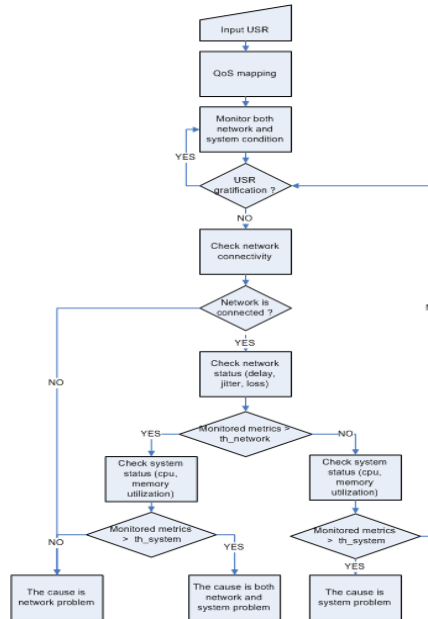 Input USR
QoS mapping
Monitor both
network and
system condition
YES
USR
gratification ?
NO
Check network
connectivity
Network is
connected ?
YES
Check network
status (delay,
jitter, loss)
NO
Monitored metrics >
th_network
YES
NO
Check system
status (cpu,
memory
utilization)
Check system
status (cpu,
memory
utilization)
Monitored metrics
> th_system
Monitored metrics
> th_system
NO
YES
YES
The cause is
network problem
The cause is both
network and
system problem
The cause is
system problem